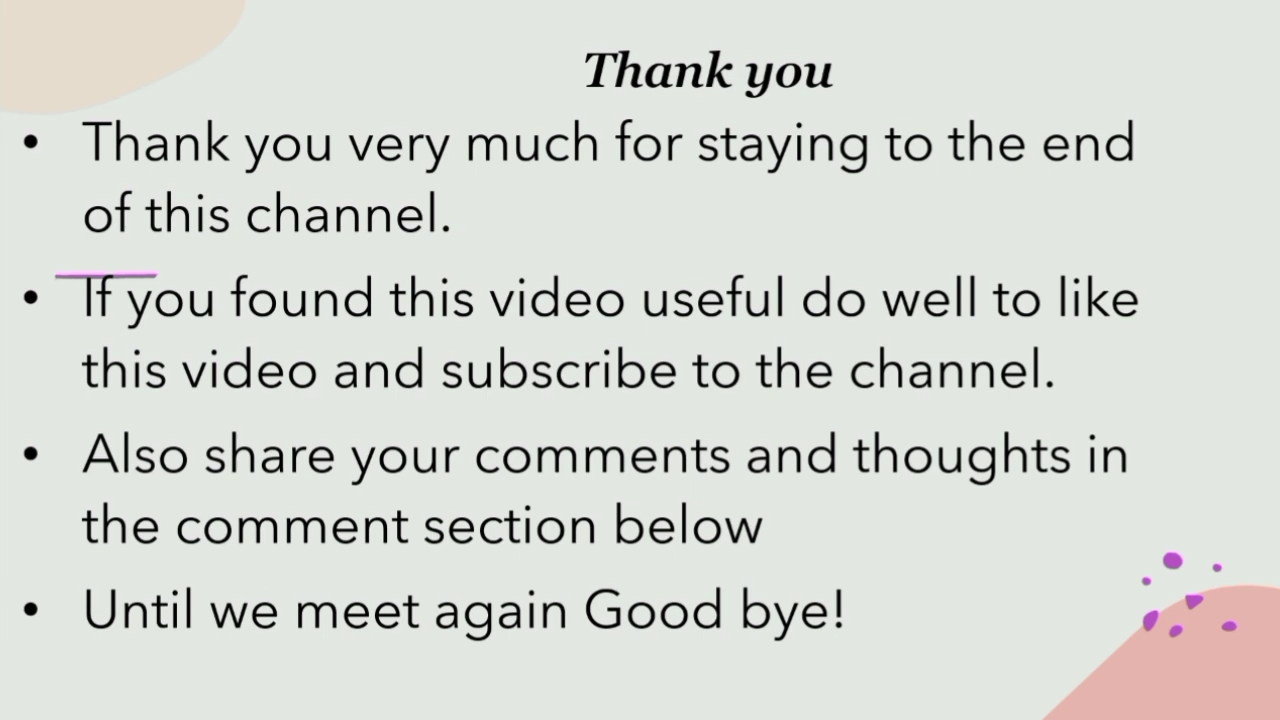 Thank you
• Thank you very much for staying to the end
of this channel.
• If you found this video useful do well to like
this video and subscribe to the channel.
• Also share your comments and thoughts in
the comment section below
• Until we meet again Good bye!